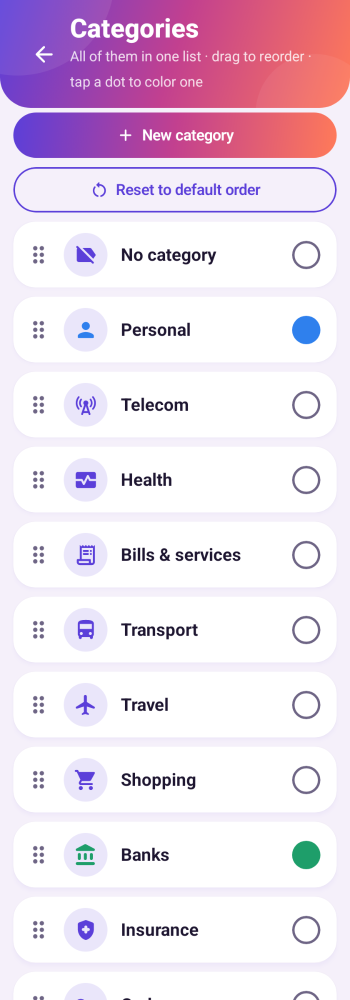 Categories
All of them in one list · drag to reorder ·
tap a dot to color one
New category
Reset to default order
No category
Personal
Telecom
Health
Bills & services
Transport
Travel
Shopping
Banks
Insurance